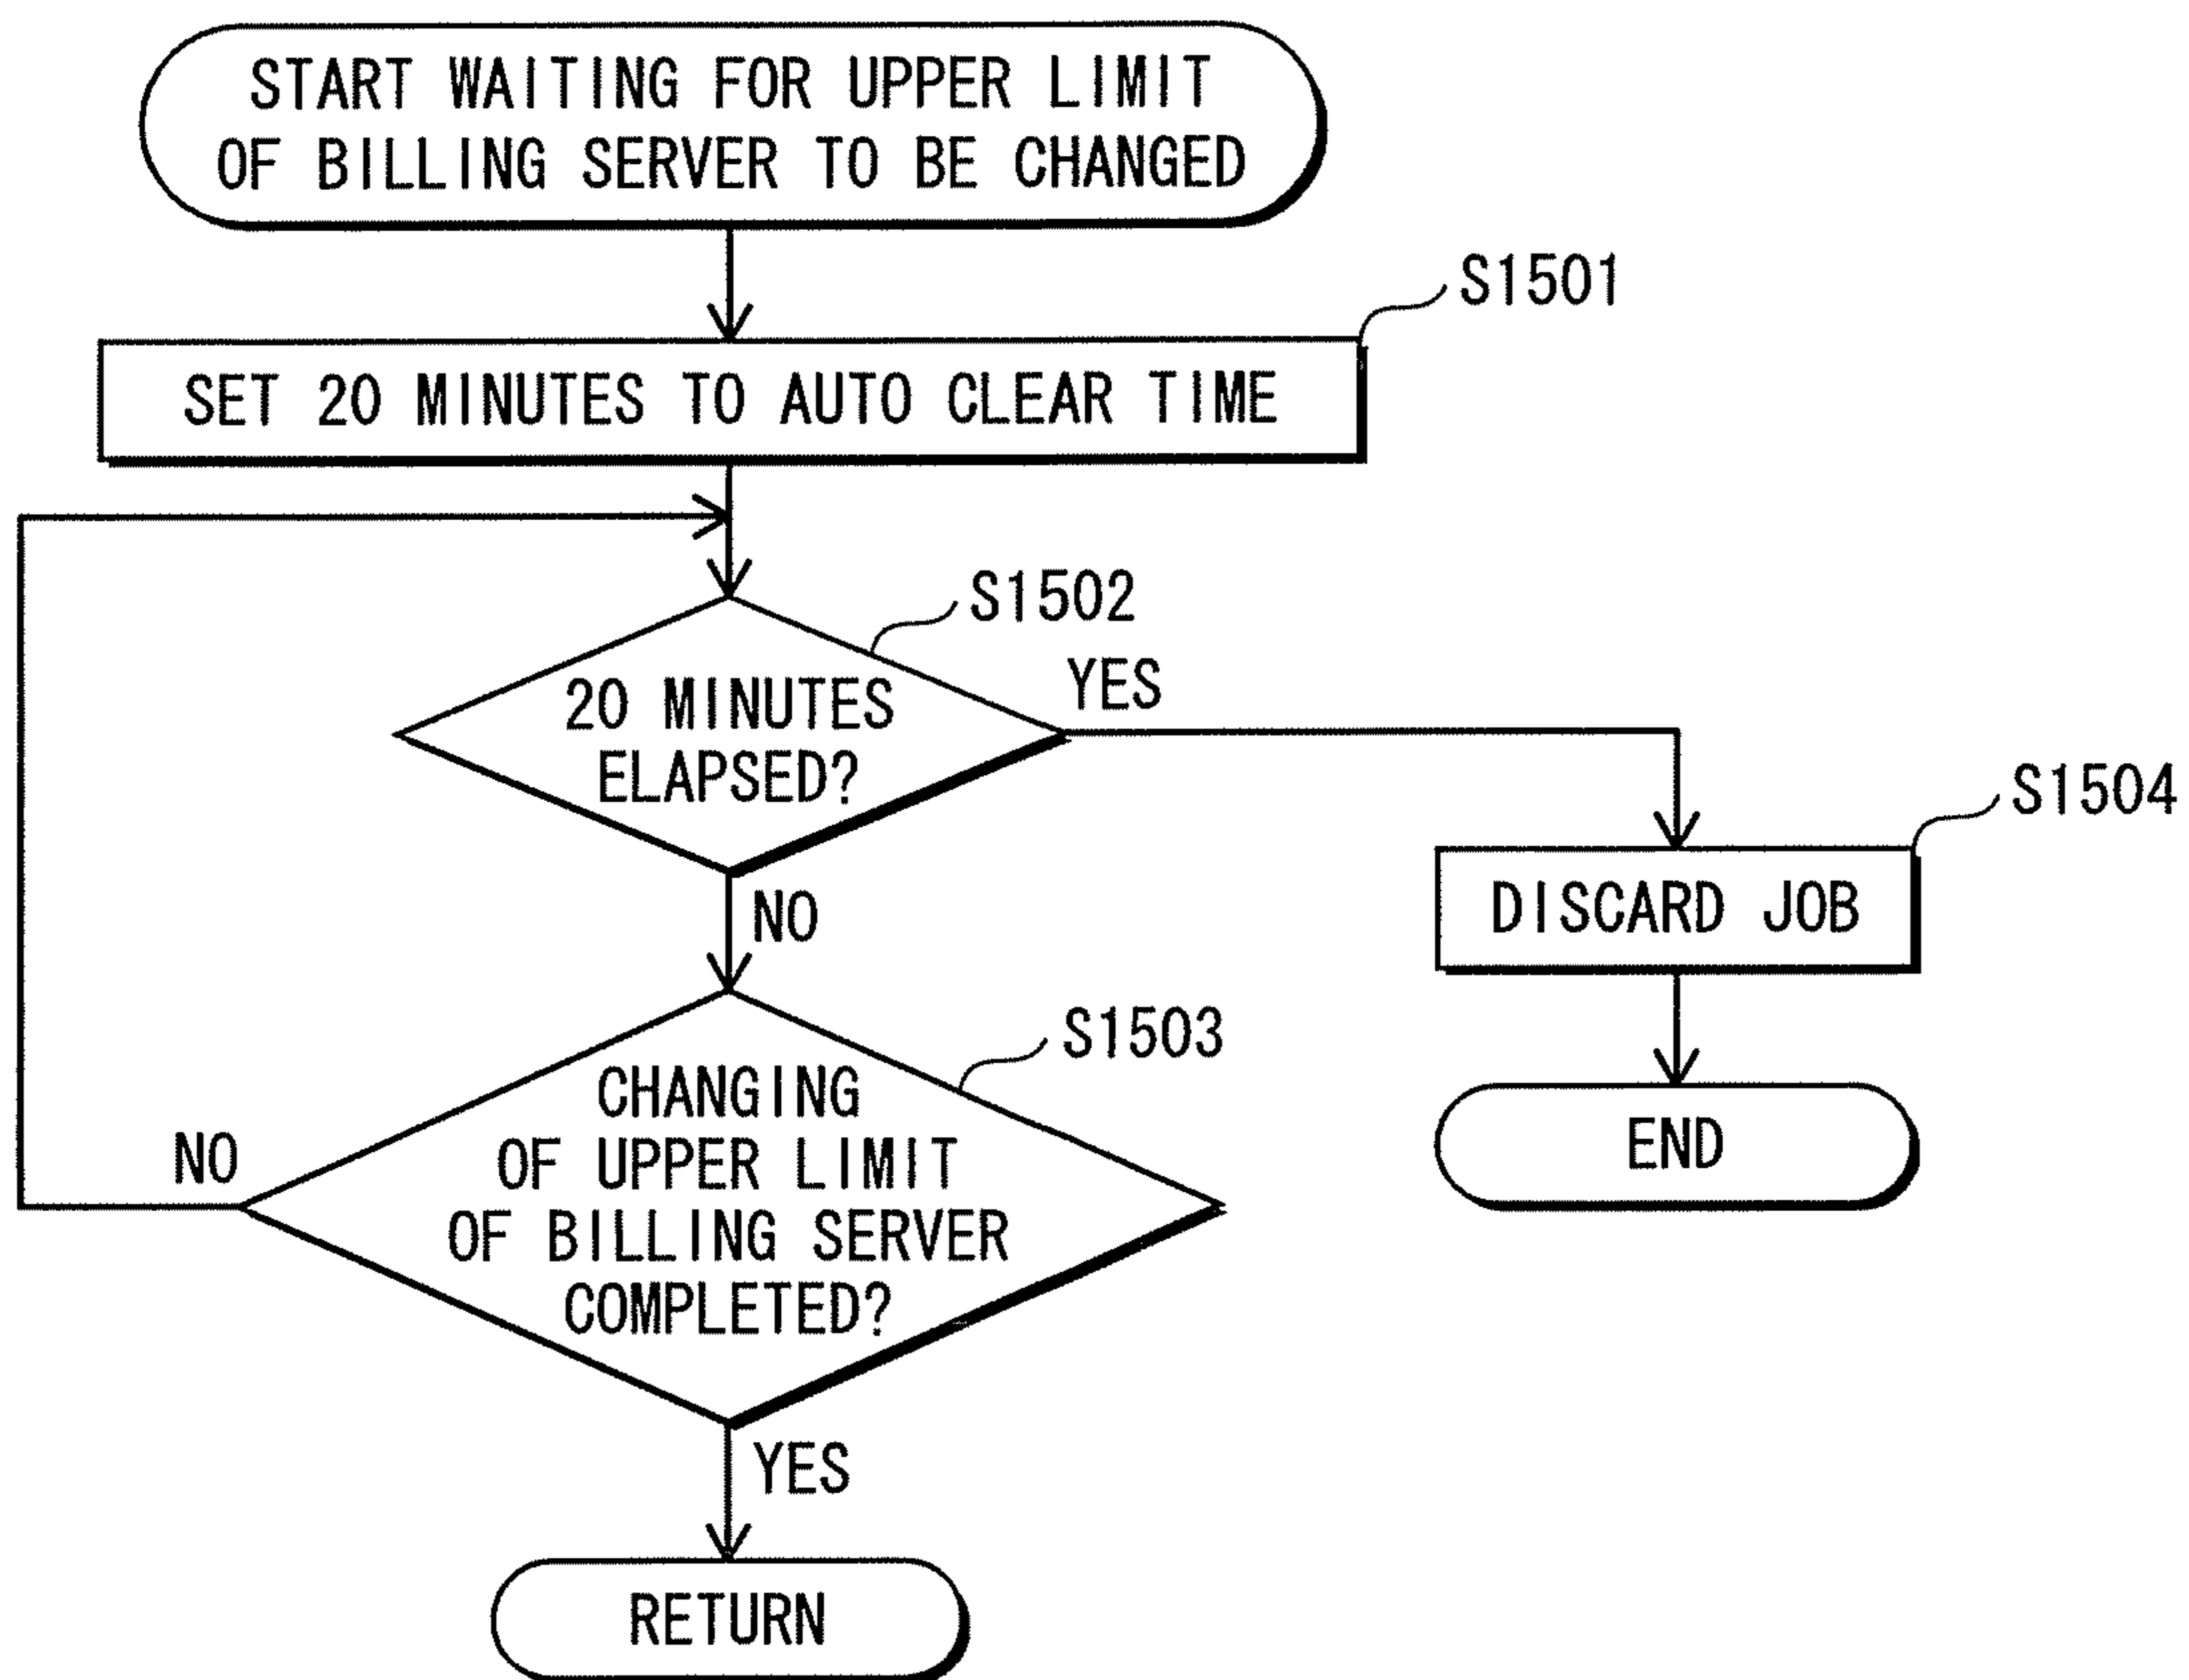 START WAITING FOR UPPER LIMIT
OF BILLING SERVER TO BE CHANGED
S1501
SET 20 MINUTES TO AUTO CLEAR TIME
S1502
20 MINUTES
ELAPSED?
YES
S1504
DISCARD JOB
END
NO
S1503
CHANGING
OF UPPER LIMIT
OF BILLING SERVER
COMPLETED?
NO
YES
RETURN